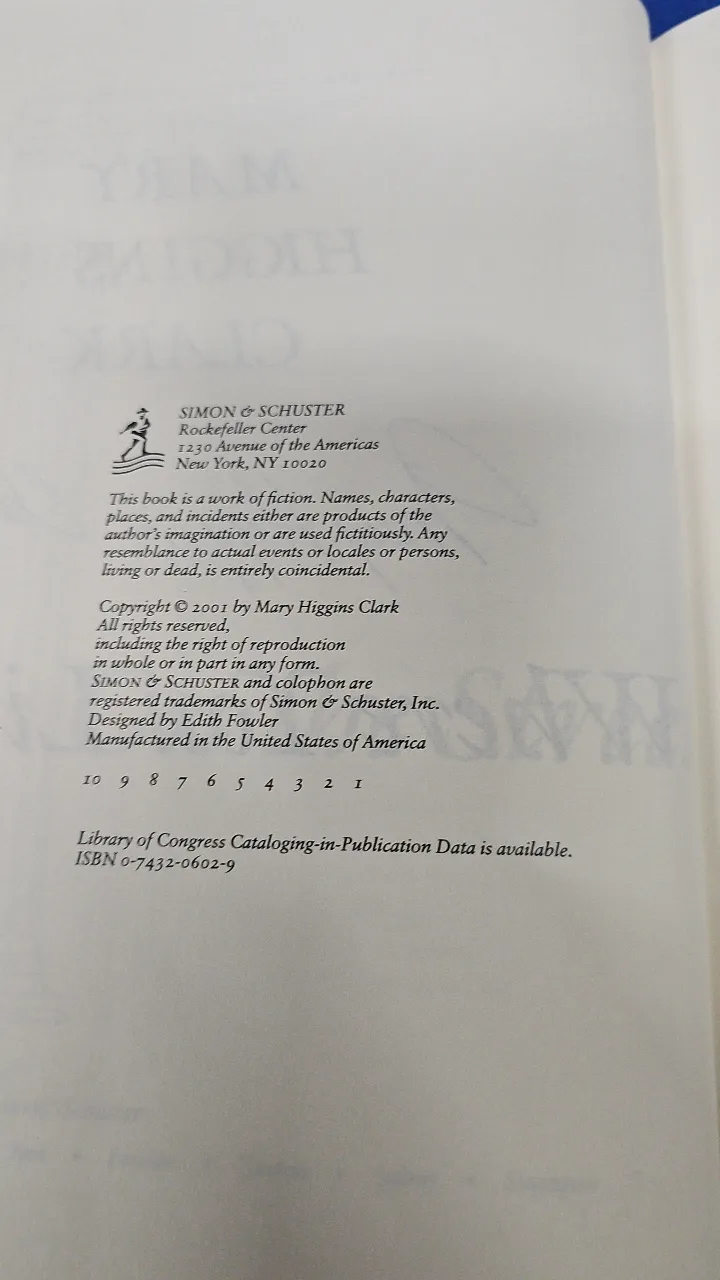 MARY
HIGGINS
CLARK
SIMON & SCHUSTER
Rockefeller Center
1230 Avenue of the Americas
New York, NY 10020
This book is a work of fiction. Names, characters,
places, and incidents either are products of the
author's imagination or are used fictitiously. Any
resemblance to actual events or locales or persons,
living or dead, is entirely coincidental.
Copyright © 2001 by Mary Higgins Clark
All rights reserved,
including the right of reproduction
in whole or in part in any form.
SIMON & SCHUSTER and colophon are
registered trademarks of Simon & Schuster, Inc.
Designed by Edith Fowler
Manufactured in the United States of America
10 9 8 7 6 5 4 3 2 1
Library of Congress Cataloging-in-Publication Data is available.
ISBN 0-7432-0602-9